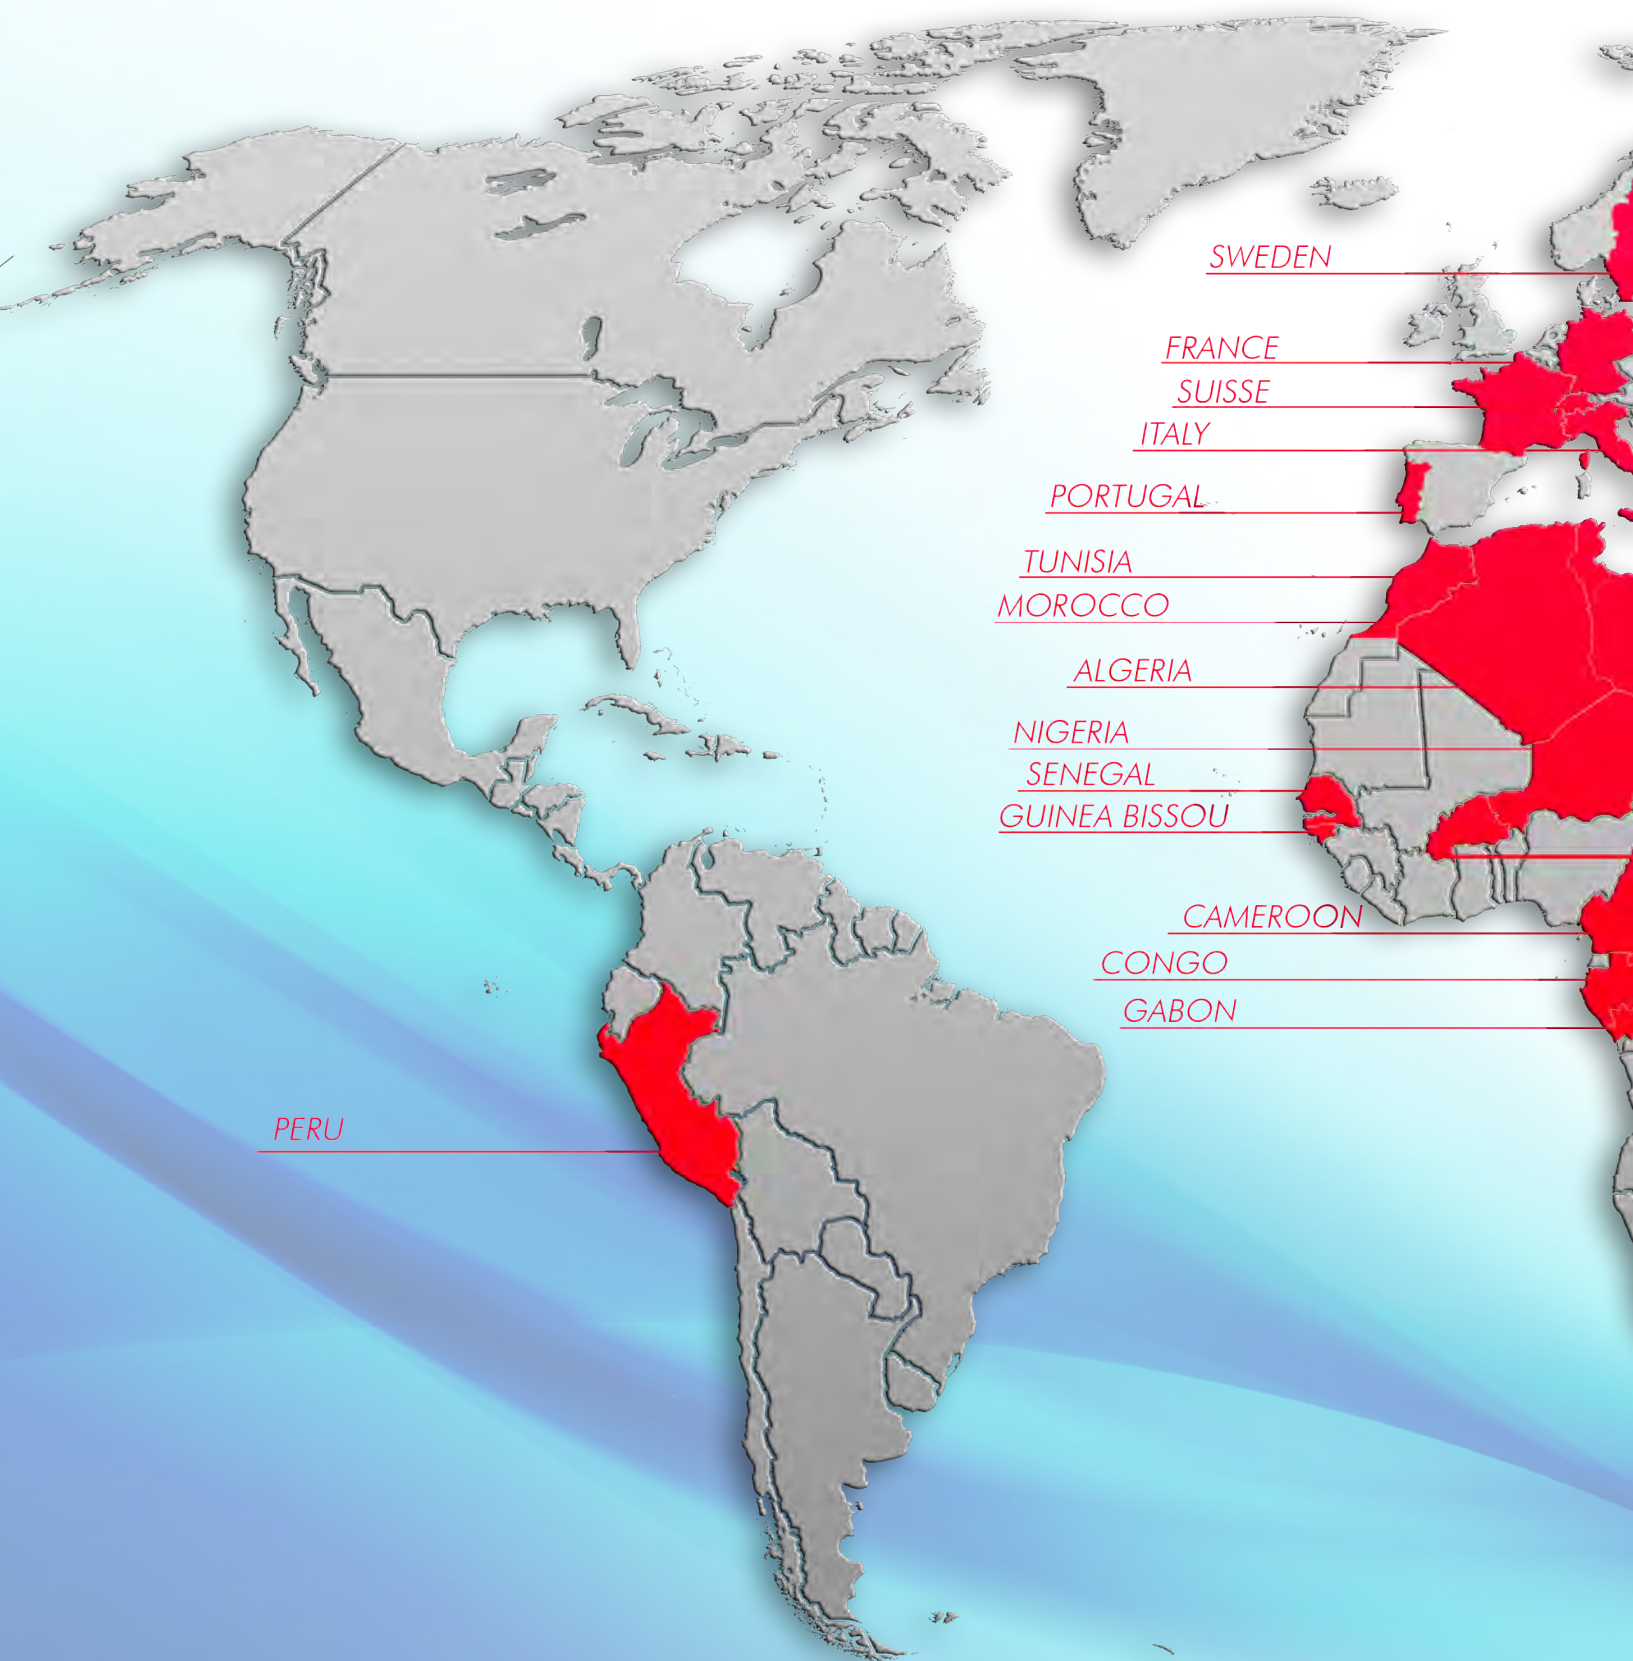 SWEDEN
FRANCE
SUISSE
ITALY
PORTUGAL
TUNISIA
MOROCCO
ALGERIA
NIGERIA
SENEGAL
GUINEA BISSOU
CAMEROON
CONGO
GABON
PERU